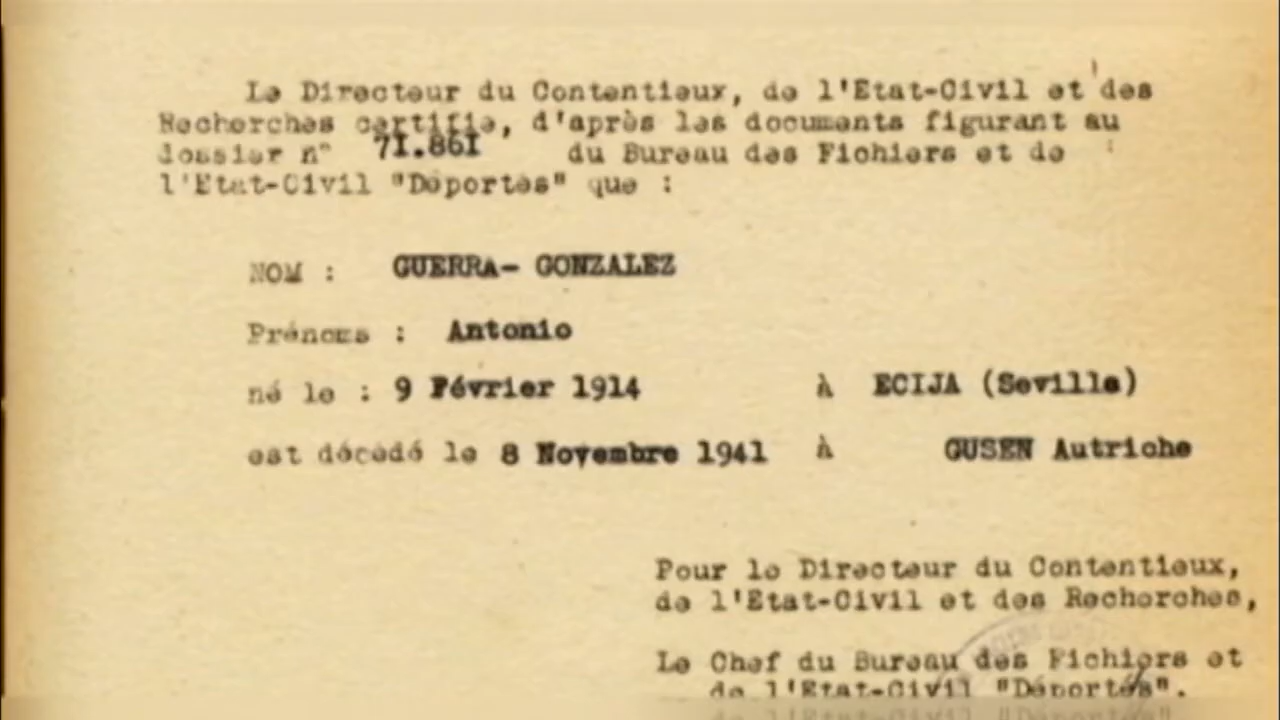 Le Directeur du Contentieux, de l'Etat-Civil et des
Recherches certifie, d'après les documents figurant au
dossier n° 7I.86I du Bureau des Fichiers et de
l'Etat-Civil "Déportés" que :
NOM : GUERRA- GONZALEZ
Prénoms : Antonio
né le : 9 Février 1914 à ECIJA (Sevilla)
est décédé le 8 Novembre 1941 à GUSEN Autriche
Pour le Directeur du Contentieux,
de l'Etat-Civil et des Recherches,
Le Chef du Bureau des Fichiers et
de l'Etat-Civil "Déportés".